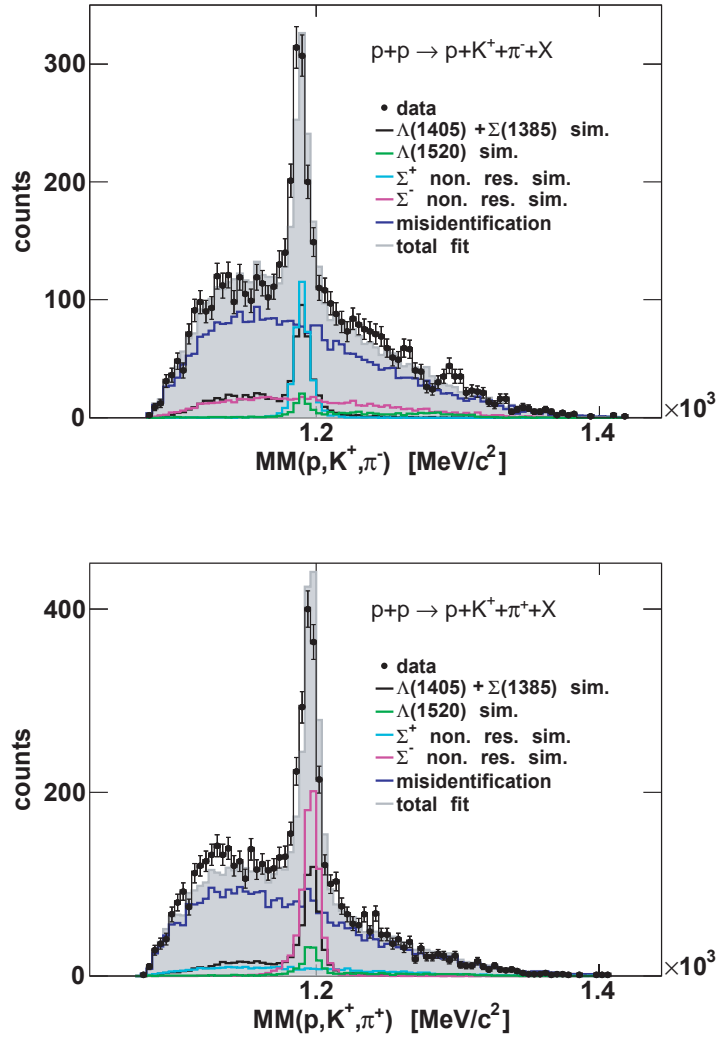 300
200
100
0
counts
p+p → p+K⁺+π⁻+X
data
Λ(1405) +Σ(1385) sim.
Λ(1520) sim.
Σ⁺ non. res. sim.
Σ⁻ non. res. sim.
misidentification
total fit
1.2
1.4
×10³
MM(p,K⁺,π⁻) [MeV/c²]
400
200
0
counts
p+p → p+K⁺+π⁺+X
data
Λ(1405) +Σ(1385) sim.
Λ(1520) sim.
Σ⁺ non. res. sim.
Σ⁻ non. res. sim.
misidentification
total fit
1.2
1.4
×10³
MM(p,K⁺,π⁺) [MeV/c²]